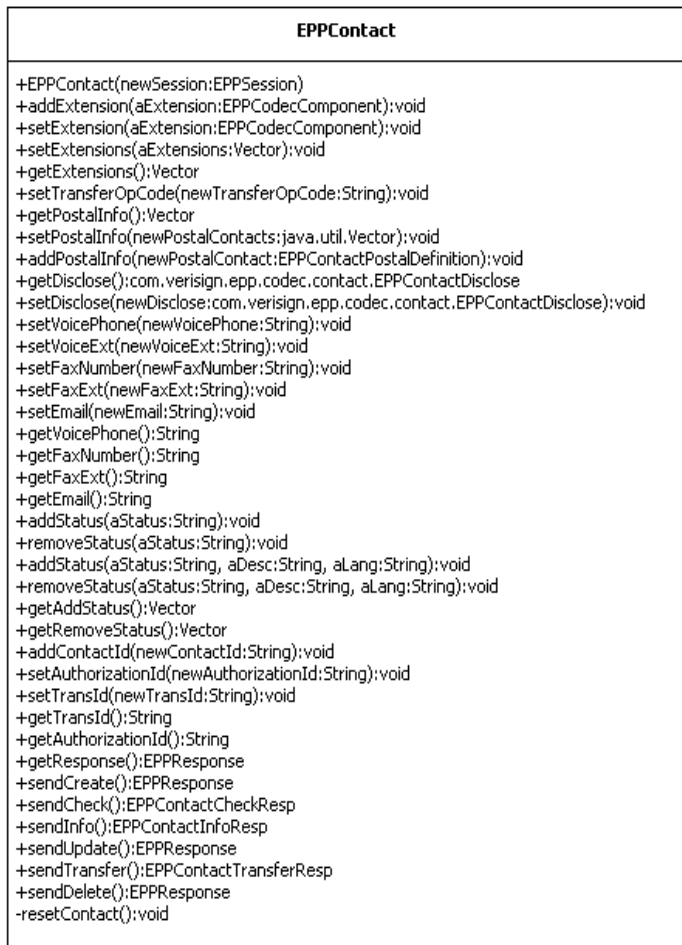 EPPContact
+EPPContact(newSession:EPPSession)
+addExtension(aExtension:EPPCodecComponent):void
+setExtension(aExtension:EPPCodecComponent):void
+setExtensions(aExtensions:Vector):void
+getExtensions():Vector
+setTransferOpCode(newTransferOpCode:String):void
+getPostalInfo():Vector
+setPostalInfo(newPostalContacts:java.util.Vector):void
+addPostalInfo(newPostalContact:EPPContactPostalDefinition):void
+getDisclose():com.verisign.epp.codec.contact.EPPContactDisclose
+setDisclose(newDisclose:com.verisign.epp.codec.contact.EPPContactDisclose):void
+setVoicePhone(newVoicePhone:String):void
+setVoiceExt(newVoiceExt:String):void
+setFaxNumber(newFaxNumber:String):void
+setFaxExt(newFaxExt:String):void
+setEmail(newEmail:String):void
+getVoicePhone():String
+getFaxNumber():String
+getFaxExt():String
+getEmail():String
+addStatus(aStatus:String):void
+removeStatus(aStatus:String):void
+addStatus(aStatus:String, aDesc:String, aLang:String):void
+removeStatus(aStatus:String, aDesc:String, aLang:String):void
+getAddStatus():Vector
+getRemoveStatus():Vector
+addContactId(newContactId:String):void
+setAuthorizationId(newAuthorizationId:String):void
+setTransId(newTransId:String):void
+getTransId():String
+getAuthorizationId():String
+getResponse():EPPResponse
+sendCreate():EPPResponse
+sendCheck():EPPContactCheckResp
+sendInfo():EPPContactInfoResp
+sendUpdate():EPPResponse
+sendTransfer():EPPContactTransferResp
+sendDelete():EPPResponse
-resetContact():void